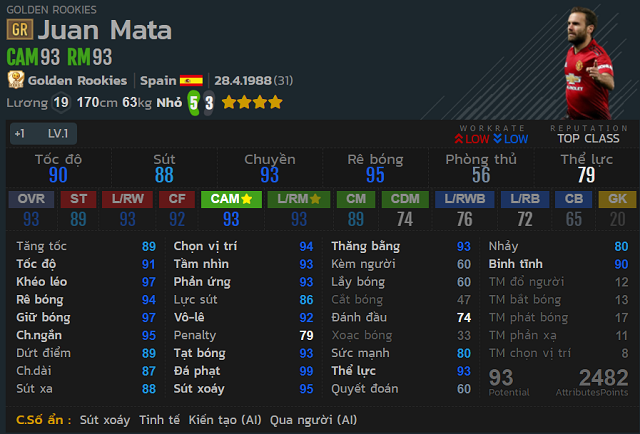 GOLDEN ROOKIES
GR Juan Mata
CAM93 RM93
Golden Rookies Spain 28.4.1988(31)
Lương 19 170cm 63kg Nhỏ 5 3
+1 LV.1
WORKRATE REPUTATION
LOW LOW TOP CLASS
Tốc độ Sút Chuyền Rê bóng Phòng thủ Thể lực
90 88 93 95 56 79
OVR ST L/RW CF CAM L/RM CM CDM L/RWB L/RB CB GK
93 89 93 92 93 93 89 74 76 72 65 20
Tăng tốc 89 Chọn vị trí 94 Thăng bằng 93 Nhảy 80
Tốc độ 91 Tầm nhìn 93 Kèm người 60 Bình tĩnh 90
Khéo léo 97 Phản ứng 93 Lấy bóng 60 TM đổ người 12
Rê bóng 94 Lực sút 86 Cắt bóng 47 TM bắt bóng 13
Giữ bóng 97 Vô-lê 92 Đánh đầu 74 TM phát bóng 17
Ch.ngắn 95 Penalty 79 Xoạc bóng 33 TM phản xạ 11
Dứt điểm 89 Tạt bóng 93 Sức mạnh 80 TM chọn vị trí 8
Ch.dài 87 Đá phạt 99 Thể lực 93
Sút xa 88 Sút xoáy 95 Quyết đoán 60
93 2482
Potential AttributesPoints
C.Số ẩn : Sút xoáy Tinh tế Kiến tạo (AI) Qua người (AI)